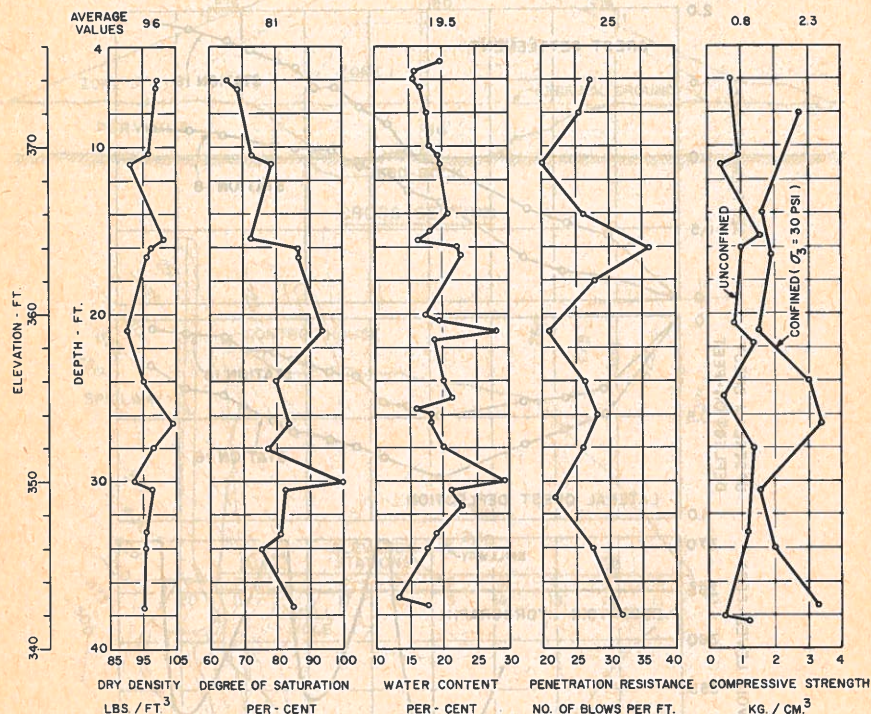 AVERAGE VALUES 96 81 19.5 25 0.8 2.3
4
10
20
30
40
370
360
350
340
ELEVATION - FT.
DEPTH - FT.
UNCONFINED
CONFINED ( σ3 = 30 PSI )
85 95 105 60 70 80 90 100 10 15 20 25 30 20 25 30 35 40 0 1 2 3 4
DRY DENSITY DEGREE OF SATURATION WATER CONTENT PENETRATION RESISTANCE COMPRESSIVE STRENGTH
LBS. / FT.3 PER - CENT PER - CENT NO. OF BLOWS PER FT. KG. / CM.3